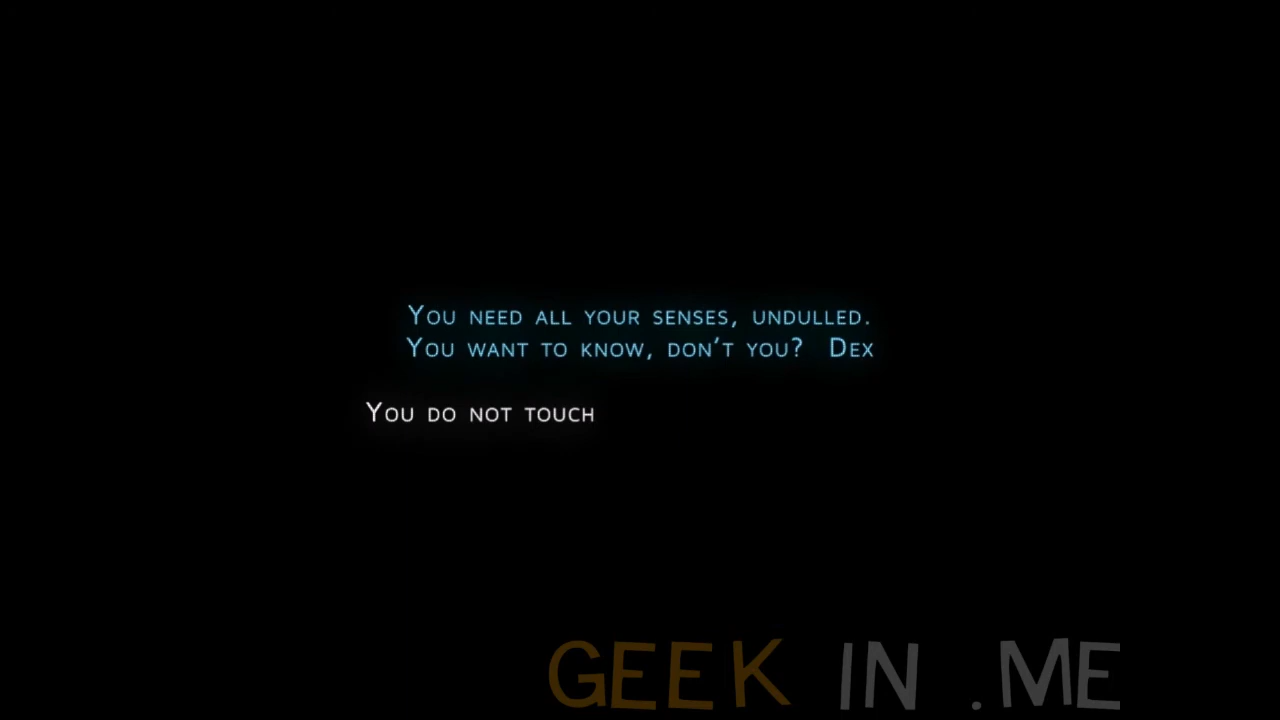 You need all your senses, undulled.
You want to know, don't you? Dex
You do not touch
GEEK IN .ME